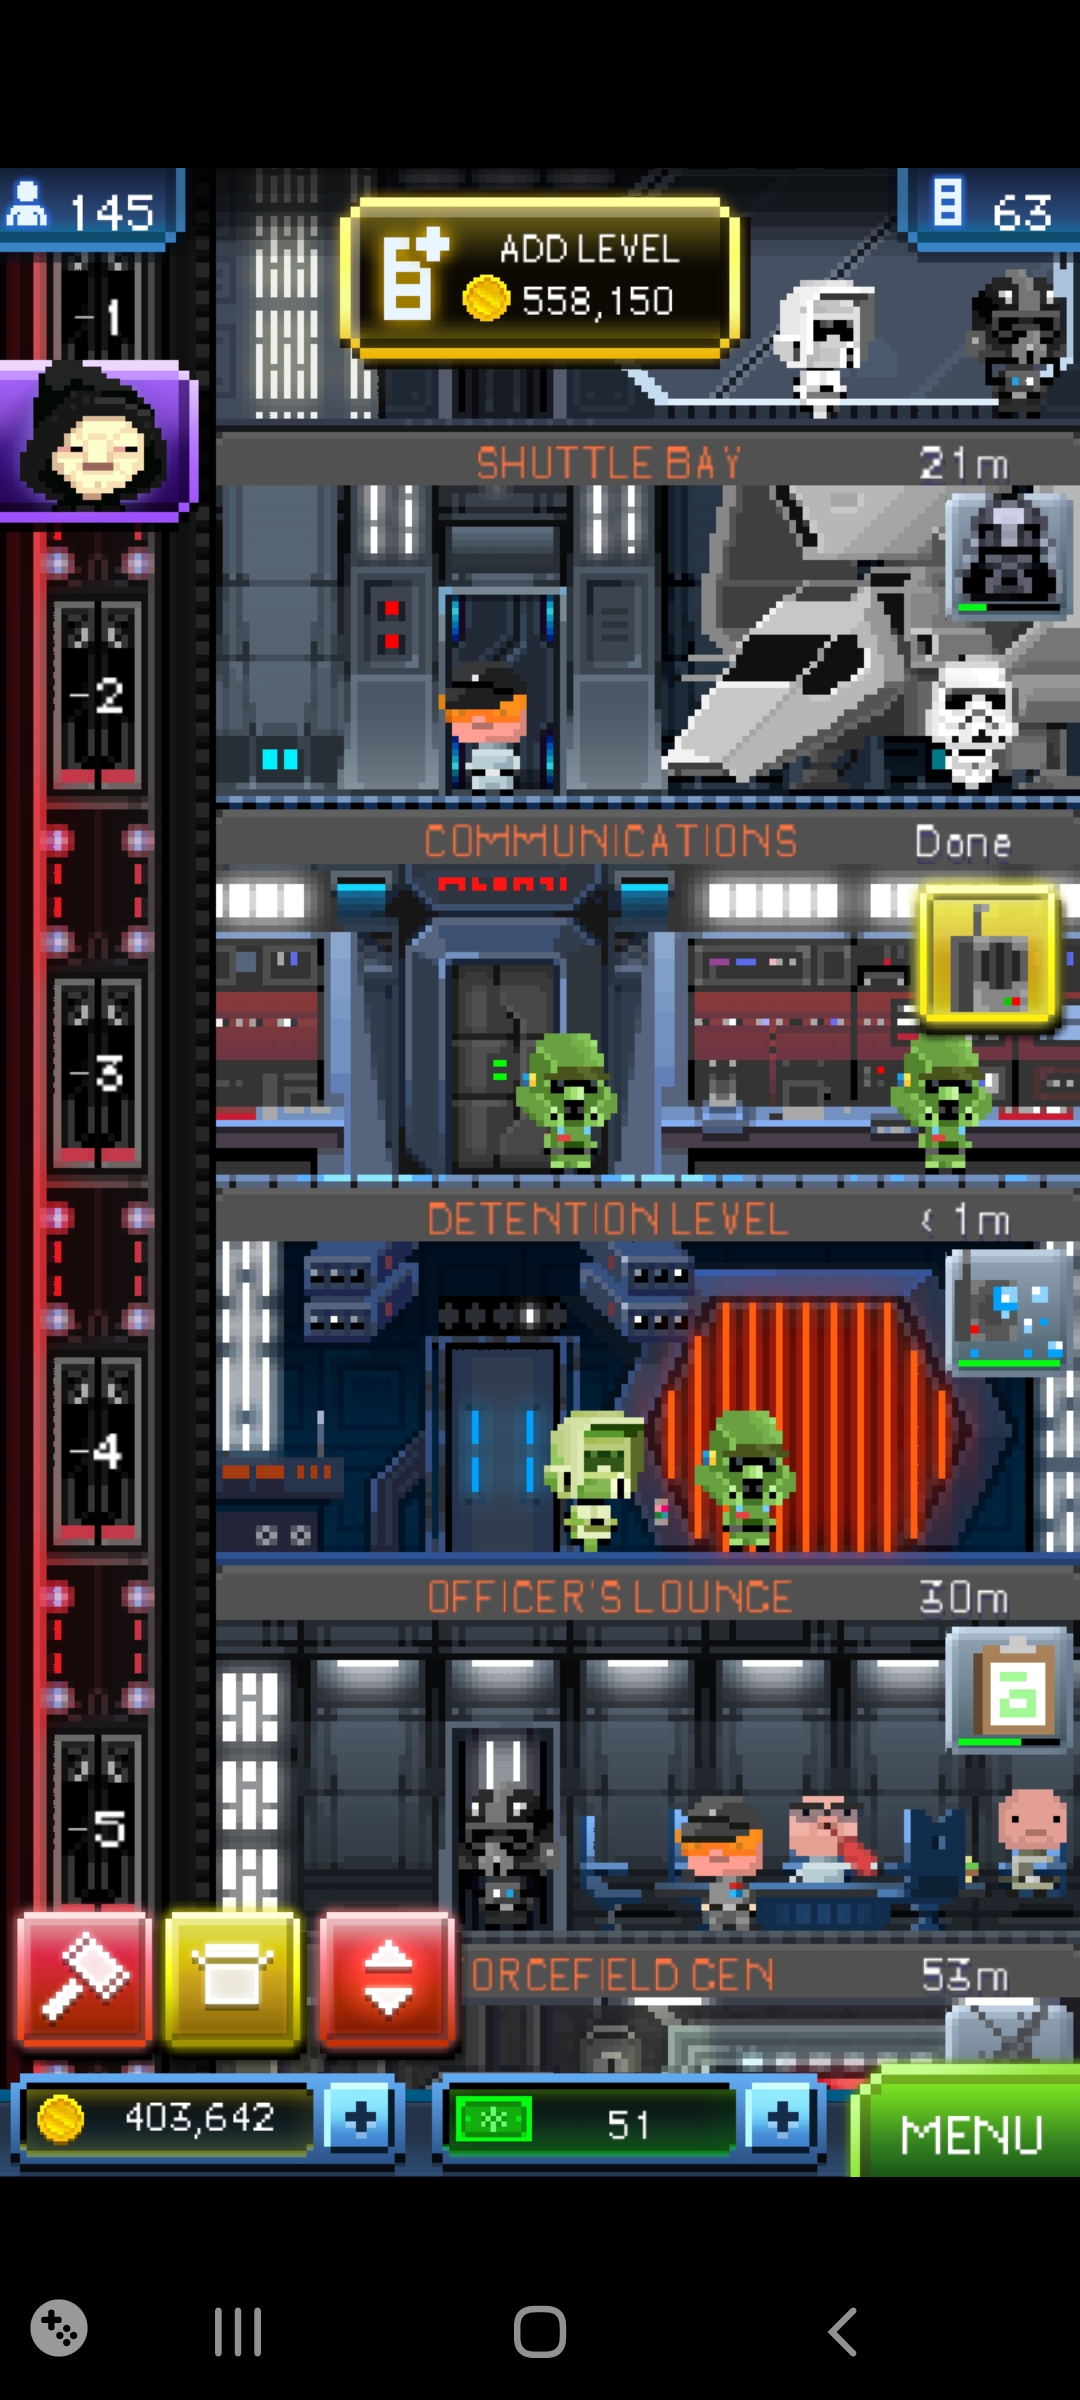 145
ADD LEVEL
558,150
63
-1
SHUTTLE BAY 21m
-2
COMMUNICATIONS Done
-3
DETENTION LEVEL < 1m
-4
OFFICER'S LOUNGE 30m
-5
ORCEFIELD GEN 53m
403,642
51
MENU